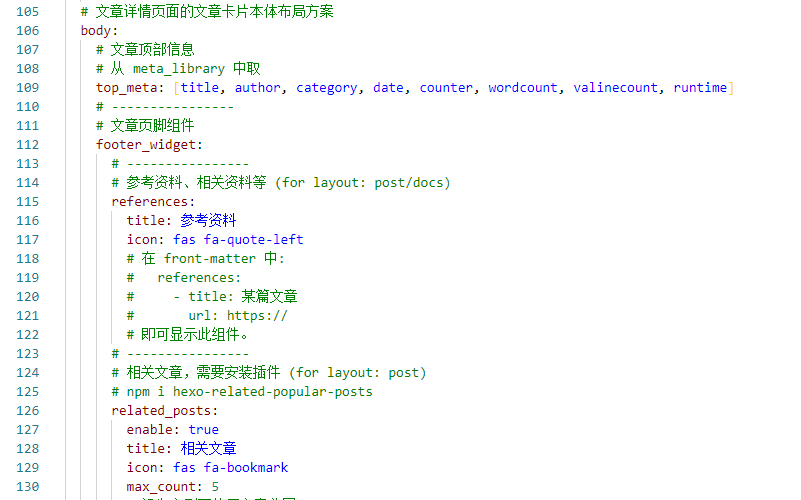 105 # 文章详情页面的文章卡片本体布局方案
106 body:
107 # 文章顶部信息
108 # 从 meta_library 中取
109 top_meta: [title, author, category, date, counter, wordcount, valinecount, runtime]
110 # ----------------
111 # 文章页脚组件
112 footer_widget:
113 # ----------------
114 # 参考资料、相关资料等 (for layout: post/docs)
115 references:
116 title: 参考资料
117 icon: fas fa-quote-left
118 # 在 front-matter 中:
119 # references:
120 # - title: 某篇文章
121 # url: https://
122 # 即可显示此组件。
123 # ----------------
124 # 相关文章，需要安装插件 (for layout: post)
125 # npm i hexo-related-popular-posts
126 related_posts:
127 enable: true
128 title: 相关文章
129 icon: fas fa-bookmark
130 max_count: 5